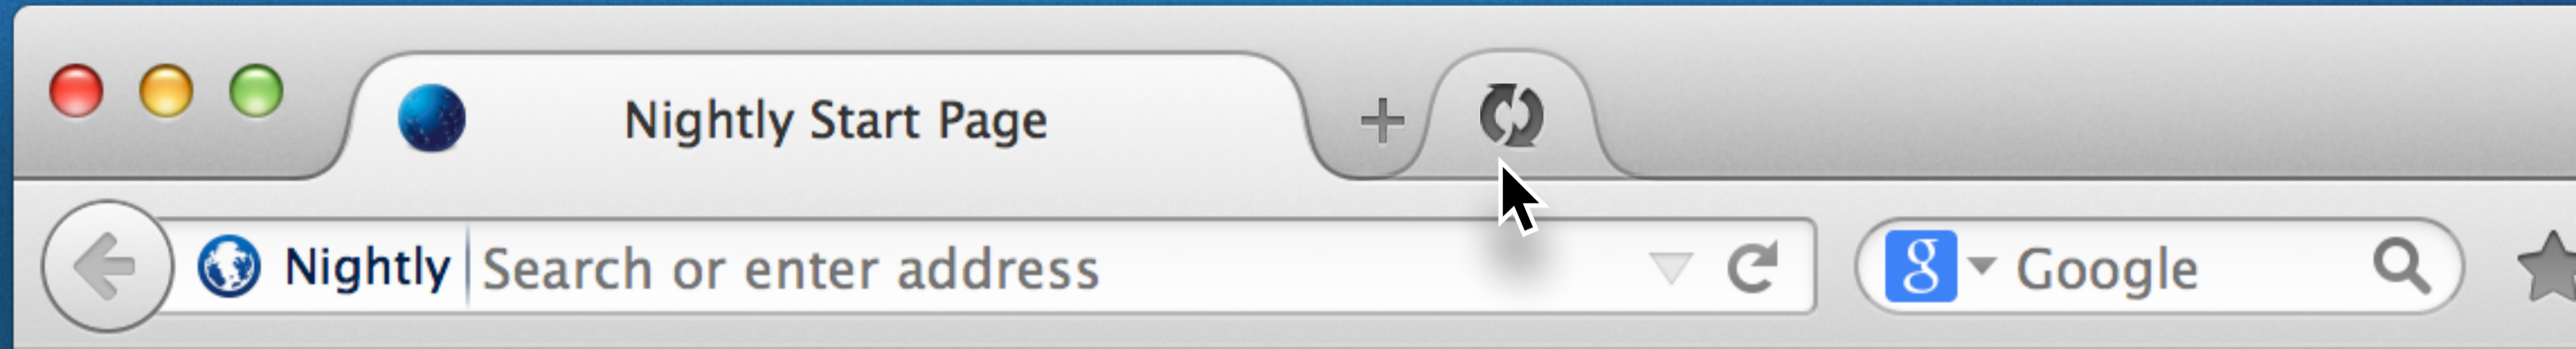 Nightly Start Page
Nightly Search or enter address
g Google